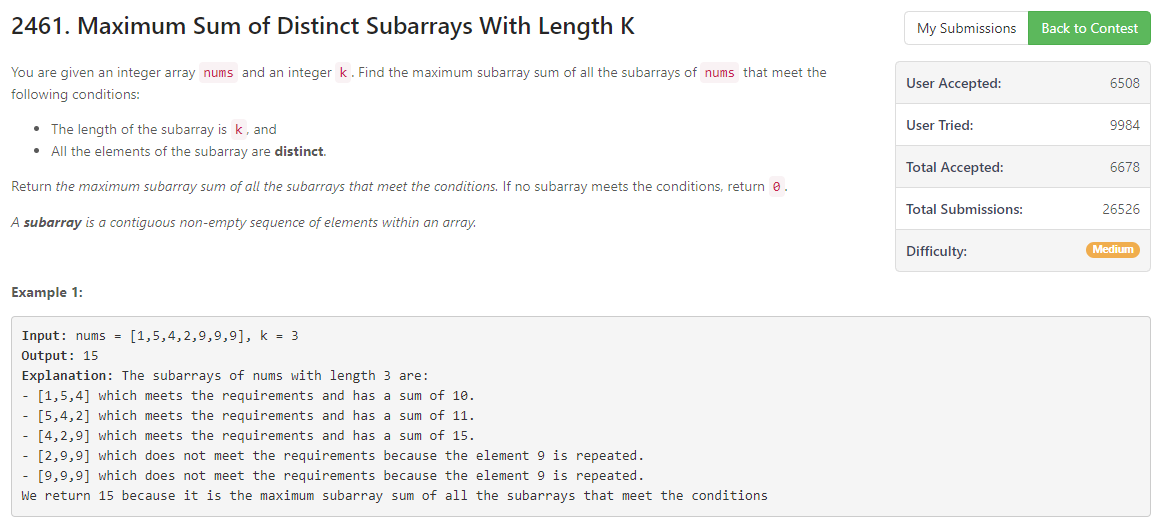 2461. Maximum Sum of Distinct Subarrays With Length K
My Submissions
Back to Contest
You are given an integer array nums and an integer k. Find the maximum subarray sum of all the subarrays of nums that meet the
following conditions:
• The length of the subarray is k, and
• All the elements of the subarray are distinct.
Return the maximum subarray sum of all the subarrays that meet the conditions. If no subarray meets the conditions, return 0.
A subarray is a contiguous non-empty sequence of elements within an array.
User Accepted: 6508
User Tried: 9984
Total Accepted: 6678
Total Submissions: 26526
Difficulty: Medium
Example 1:
Input: nums = [1,5,4,2,9,9,9], k = 3
Output: 15
Explanation: The subarrays of nums with length 3 are:
- [1,5,4] which meets the requirements and has a sum of 10.
- [5,4,2] which meets the requirements and has a sum of 11.
- [4,2,9] which meets the requirements and has a sum of 15.
- [2,9,9] which does not meet the requirements because the element 9 is repeated.
- [9,9,9] which does not meet the requirements because the element 9 is repeated.
We return 15 because it is the maximum subarray sum of all the subarrays that meet the conditions